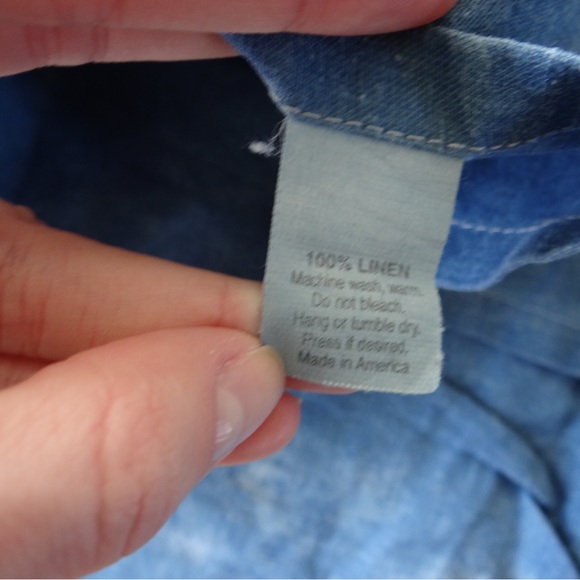 100% LINEN
Machine wash, warm.
Do not bleach.
Hang or tumble dry.
Press if desired.
Made in America